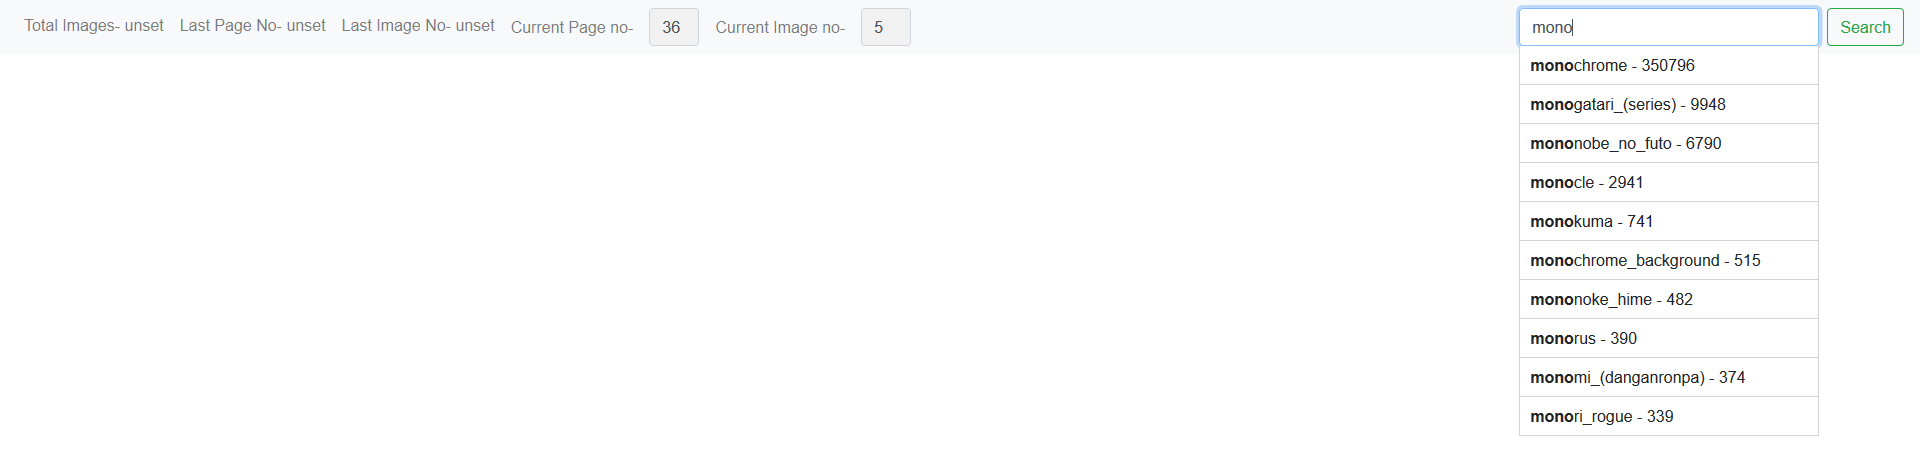 Total Images- unset Last Page No- unset Last Image No- unset Current Page no- 36 Current Image no- 5 mono Search
monochrome - 350796
monogatari_(series) - 9948
mononobe_no_futo - 6790
monocle - 2941
monokuma - 741
monochrome_background - 515
mononoke_hime - 482
monorus - 390
monomi_(danganronpa) - 374
monori_rogue - 339